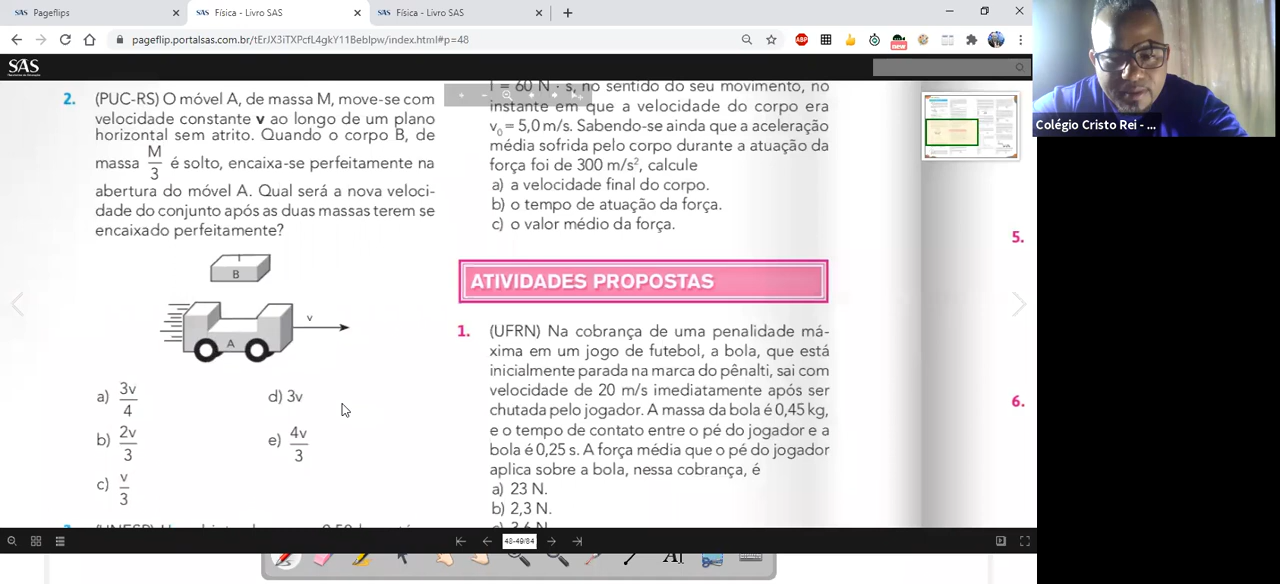 Pageflips
Física - Livro SAS
Física - Livro SAS
pageflip.portalsas.com.br/tErJX3iTXPcfL4gkY11Beblpw/index.html#p=48
ABP
new
SAS
2. (PUC-RS) O móvel A, de massa M, move-se com
velocidade constante v ao longo de um plano
horizontal sem atrito. Quando o corpo B, de
massa M/3 é solto, encaixa-se perfeitamente na
abertura do móvel A. Qual será a nova veloci-
dade do conjunto após as duas massas terem se
encaixado perfeitamente?
B
v
A
a) 3v/4
d) 3v
b) 2v/3
e) 4v/3
c) v/3
I = 60 N · s, no sentido do seu movimento, no
instante em que a velocidade do corpo era
v0 = 5,0 m/s. Sabendo-se ainda que a aceleração
média sofrida pelo corpo durante a atuação da
força foi de 300 m/s², calcule
a) a velocidade final do corpo.
b) o tempo de atuação da força.
c) o valor médio da força.
ATIVIDADES PROPOSTAS
1. (UFRN) Na cobrança de uma penalidade má-
xima em um jogo de futebol, a bola, que está
inicialmente parada na marca do pênalti, sai com
velocidade de 20 m/s imediatamente após ser
chutada pelo jogador. A massa da bola é 0,45 kg,
e o tempo de contato entre o pé do jogador e a
bola é 0,25 s. A força média que o pé do jogador
aplica sobre a bola, nessa cobrança, é
a) 23 N.
b) 2,3 N.
5.
6.
48-49/84
Colégio Cristo Rei - ...